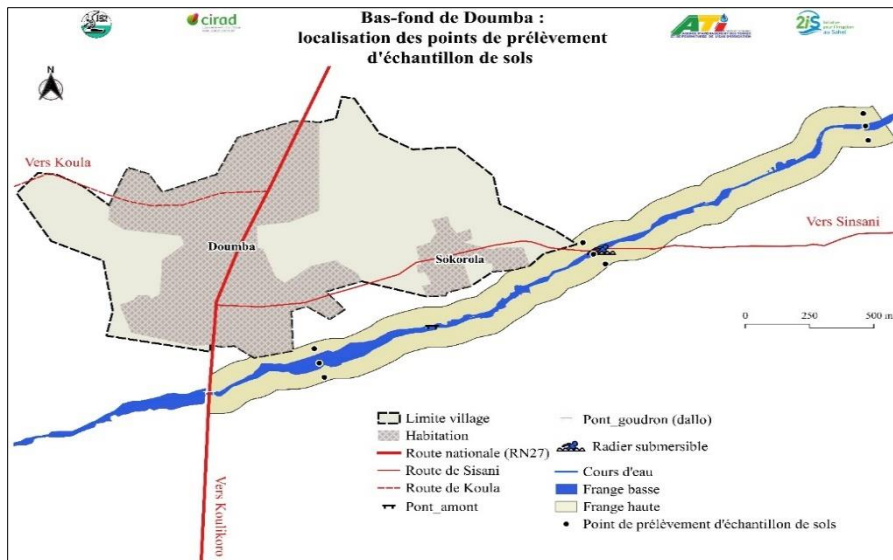 Bas-fond de Doumba :
localisation des points de prélèvement
d'échantillon de sols
cirad
ATI
2iS
N
Vers Koula
Doumba
Sokorola
Vers Sinsani
0 250 500 m
Vers Koulikoro
Limite village
Habitation
Route nationale (RN27)
Route de Sisani
Route de Koula
Pont_amont
Pont_goudron (dallo)
Radier submersible
Cours d'eau
Frange basse
Frange haute
Point de prélèvement d'échantillon de sols